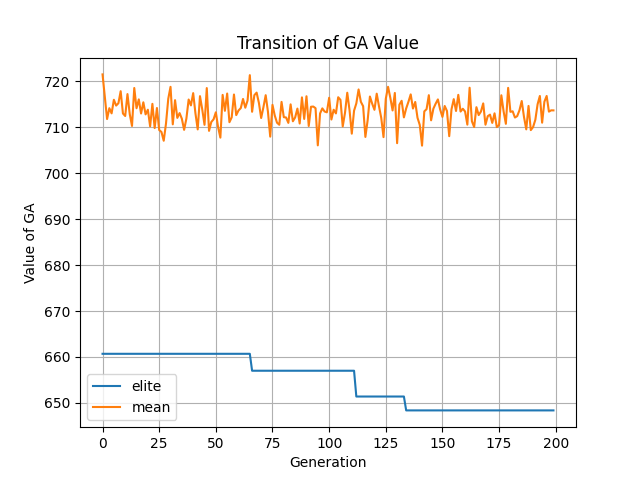 Transition of GA Value
Value of GA
720
710
700
690
680
670
660
650
elite
mean
0 25 50 75 100 125 150 175 200
Generation